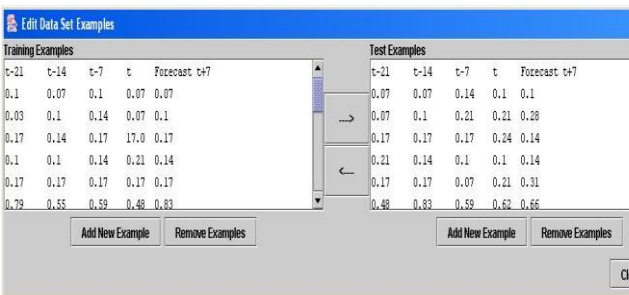 Edit Data Set Examples
Training Examples
t-21 t-14 t-7 t Forecast t+7
0.1 0.07 0.1 0.07 0.07
0.03 0.1 0.14 0.07 0.1
0.17 0.14 0.17 17.0 0.17
0.1 0.1 0.14 0.21 0.14
0.17 0.17 0.17 0.17 0.17
0.79 0.55 0.59 0.48 0.83
Add New Example Remove Examples
--->
<---
Test Examples
t-21 t-14 t-7 t Forecast t+7
0.07 0.07 0.14 0.1 0.1
0.07 0.1 0.21 0.21 0.28
0.17 0.17 0.17 0.24 0.14
0.21 0.14 0.1 0.1 0.14
0.17 0.17 0.07 0.21 0.31
0.48 0.83 0.59 0.62 0.66
Add New Example Remove Examples